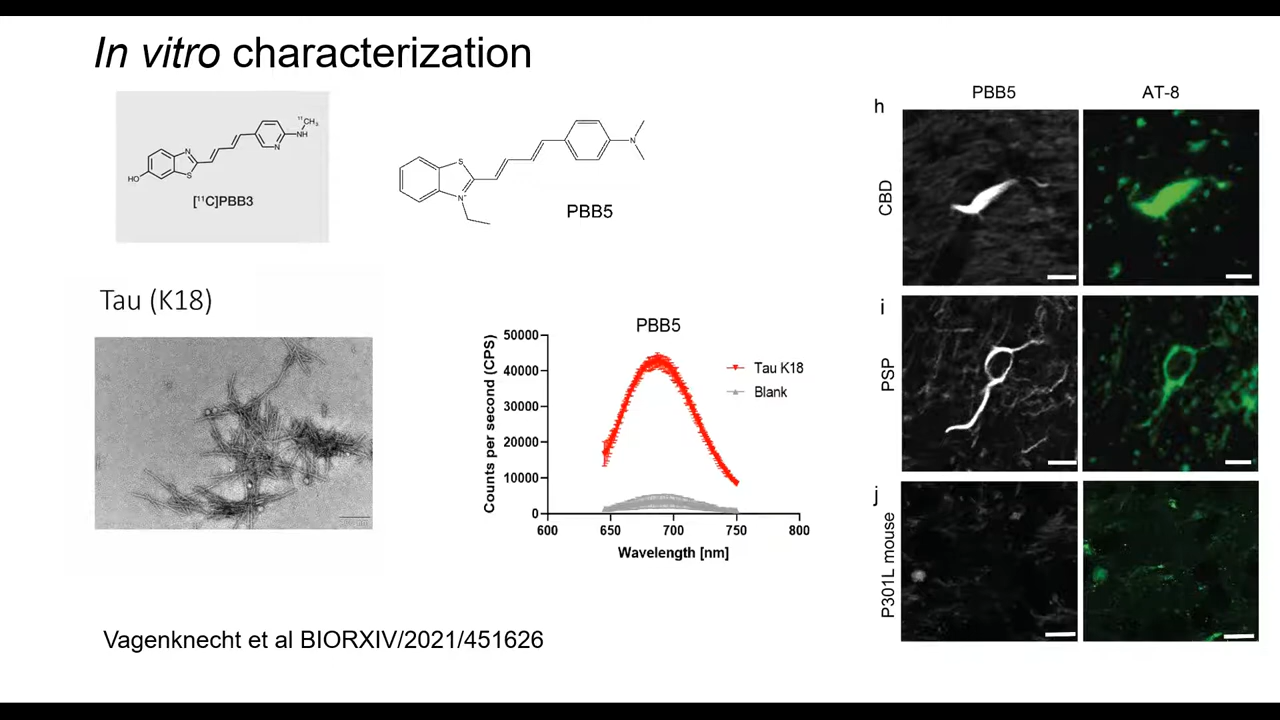 In vitro characterization
HO
N
S
N
NH
¹¹CH₃
[¹¹C]PBB3
S
N⁺
N
PBB5
Tau (K18)
PBB5
50000
40000
30000
20000
10000
0
Counts per second (CPS)
600
650
700
750
800
Wavelength [nm]
Tau K18
Blank
PBB5
AT-8
h
CBD
i
PSP
j
P301L mouse
Vagenknecht et al BIORXIV/2021/451626